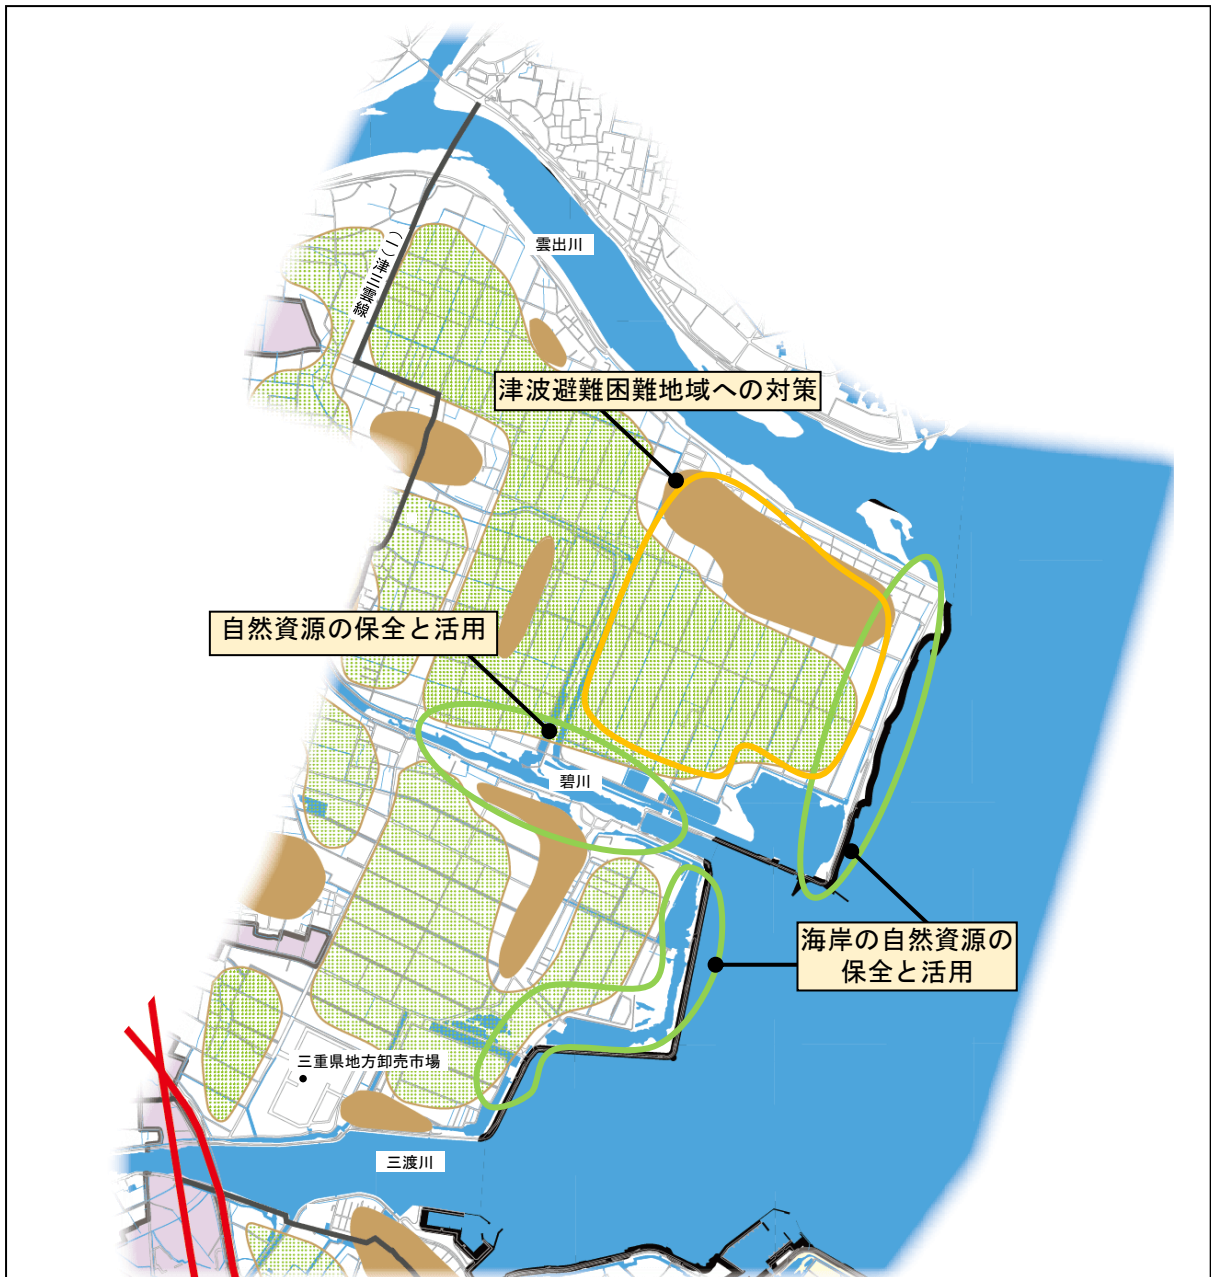 雲出川
(一)津三雲線
津波避難困難地域への対策
自然資源の保全と活用
碧川
海岸の自然資源の
保全と活用
三重県地方卸売市場
三渡川